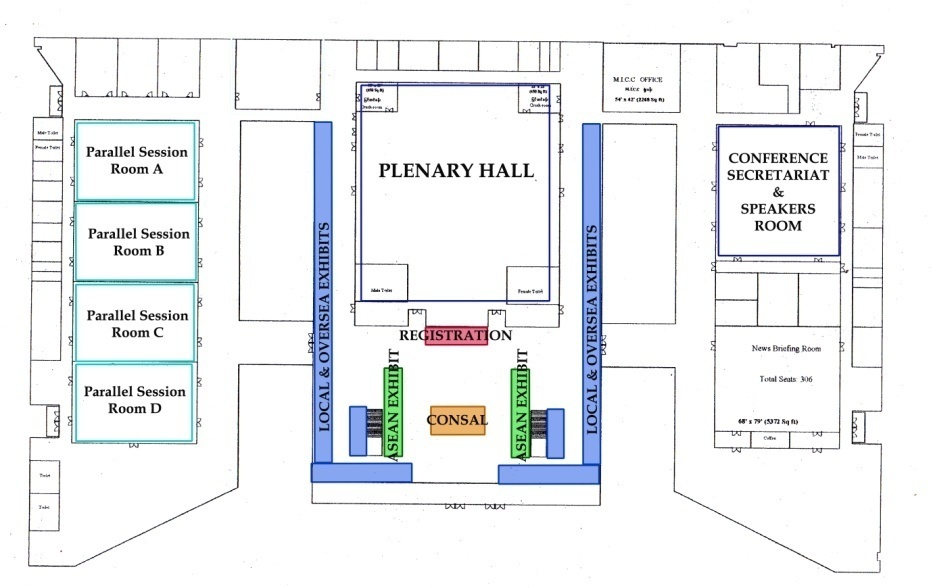 M.I.C.C OFFICE
54' x 42' (2268 Sq ft)
Male Toilet
Female Toilet
Parallel Session
Room A
Parallel Session
Room B
Parallel Session
Room C
Parallel Session
Room D
Toilet
Toilet
LOCAL & OVERSEA EXHIBITS
PLENARY HALL
Male Toilet
Female Toilet
REGISTRATION
ASEAN EXHIBIT
CONSAL
ASEAN EXHIBIT
LOCAL & OVERSEA EXHIBITS
CONFERENCE
SECRETARIAT
&
SPEAKERS
ROOM
Female Toilet
Male Toilet
News Briefing Room
Total Seats 306
68' x 79' (5372 Sq ft)
Coffee